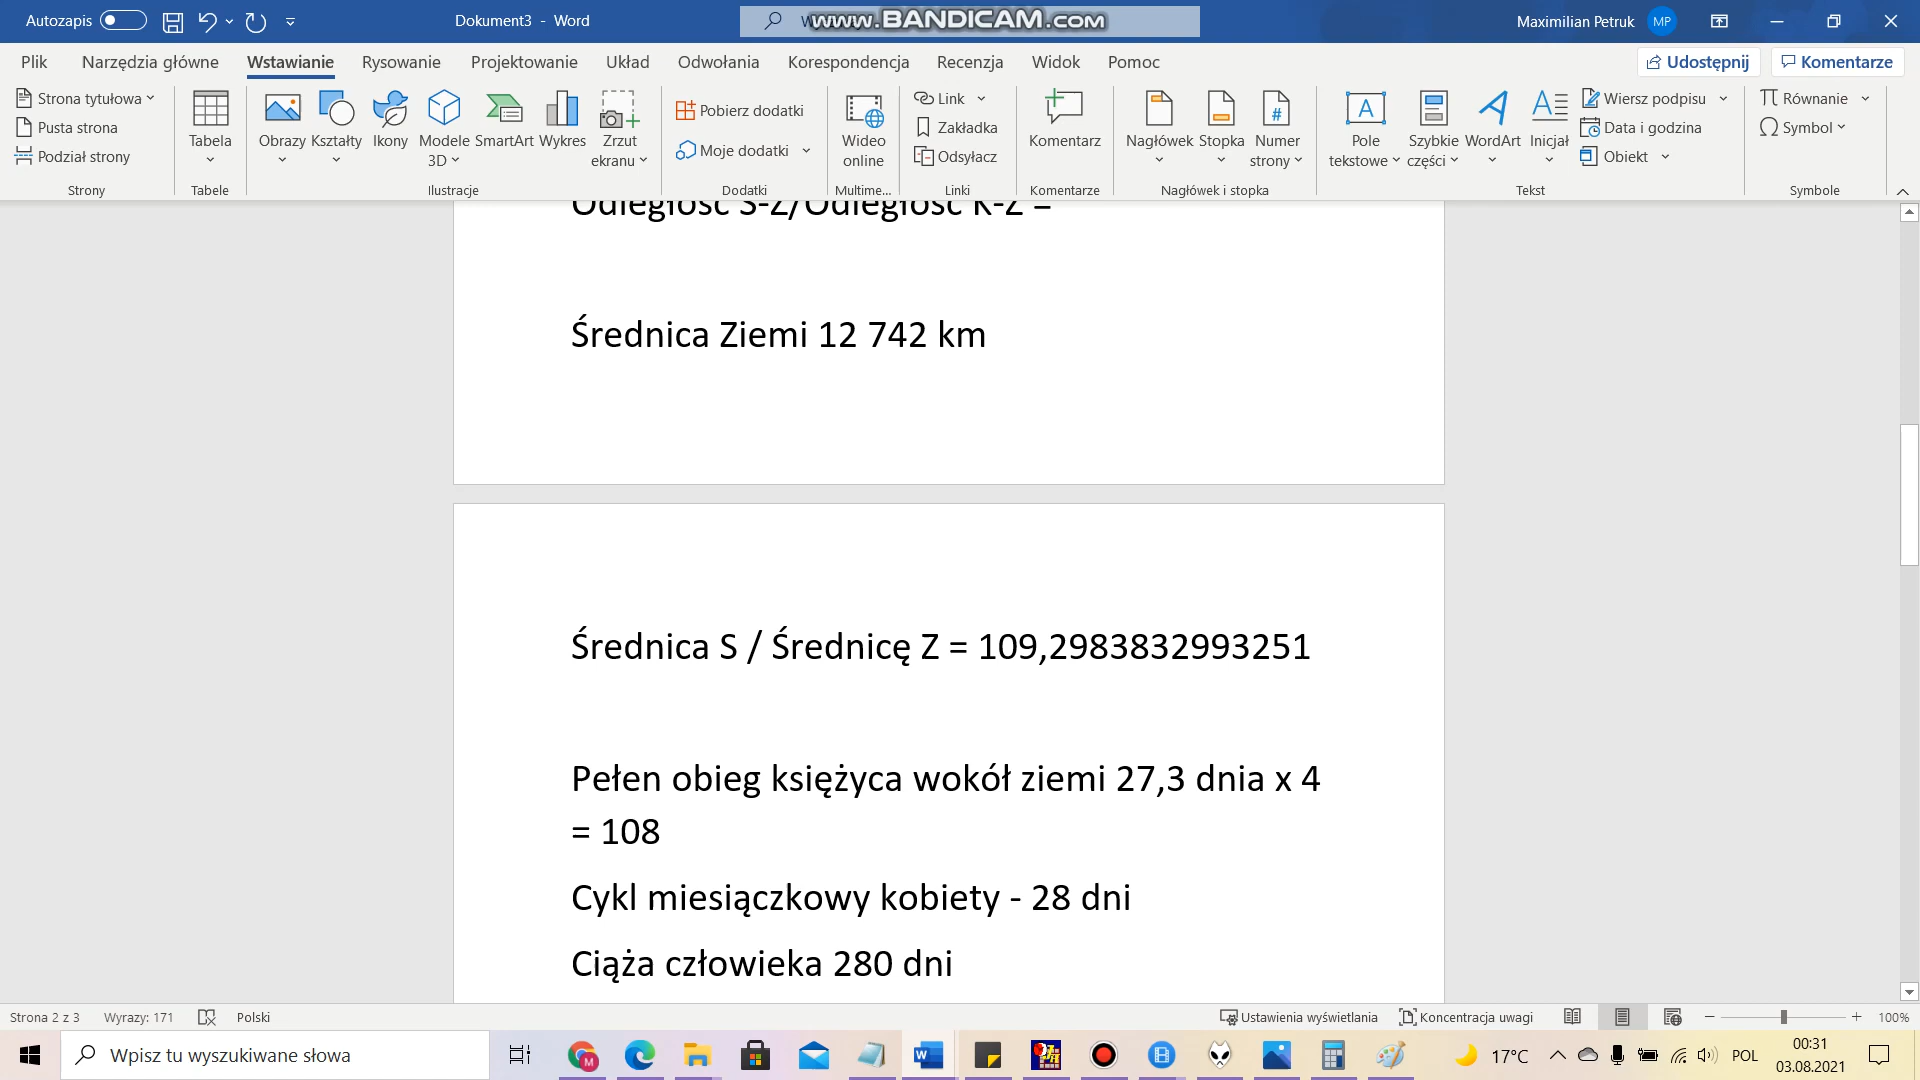 Autozapis
Dokument3 - Word
www.BANDICAM.com
Maximilian Petruk MP
Plik Narzędzia główne Wstawianie Rysowanie Projektowanie Układ Odwołania Korespondencja Recenzja Widok Pomoc
Udostępnij Komentarze
Strona tytułowa
Pusta strona
Podział strony
Strony
Tabela
Tabele
Obrazy Kształty Ikony Modele 3D SmartArt Wykres Zrzut ekranu
Ilustracje
Pobierz dodatki
Moje dodatki
Dodatki
Wideo online
Multime...
Link
Zakładka
Odsyłacz
Linki
Komentarz
Komentarze
Nagłówek Stopka Numer strony
Nagłówek i stopka
Pole tekstowe Szybkie części WordArt Inicjał
Wiersz podpisu
Data i godzina
Obiekt
Tekst
Równanie
Symbol
Symbole
Odległość S-Z/Odległość K-Z =
Średnica Ziemi 12 742 km
Średnica S / Średnicę Z = 109,2983832993251
Pełen obieg księżyca wokół ziemi 27,3 dnia x 4
= 108
Cykl miesiączkowy kobiety - 28 dni
Ciąża człowieka 280 dni
Strona 2 z 3 Wyrazy: 171 Polski
Ustawienia wyświetlania Koncentracja uwagi 100%
Wpisz tu wyszukiwane słowa
17°C POL
00:31
03.08.2021